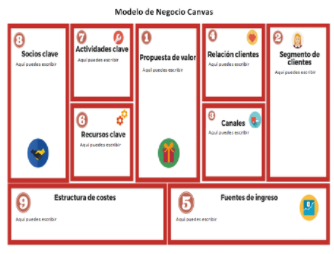 Modelo de Negocio Canvas
8
Socios clave
Aquí puedes escribir
7
Actividades clave
Aquí puedes escribir
6
Recursos clave
Aquí puedes escribir
1
Propuesta de valor
Aquí puedes escribir
4
Relación clientes
Aquí puedes escribir
3
Canales
Aquí puedes escribir
2
Segmento de
clientes
Aquí puedes escribir
9
Estructura de costes
Aquí puedes escribir
5
Fuentes de ingreso
Aquí puedes escribir